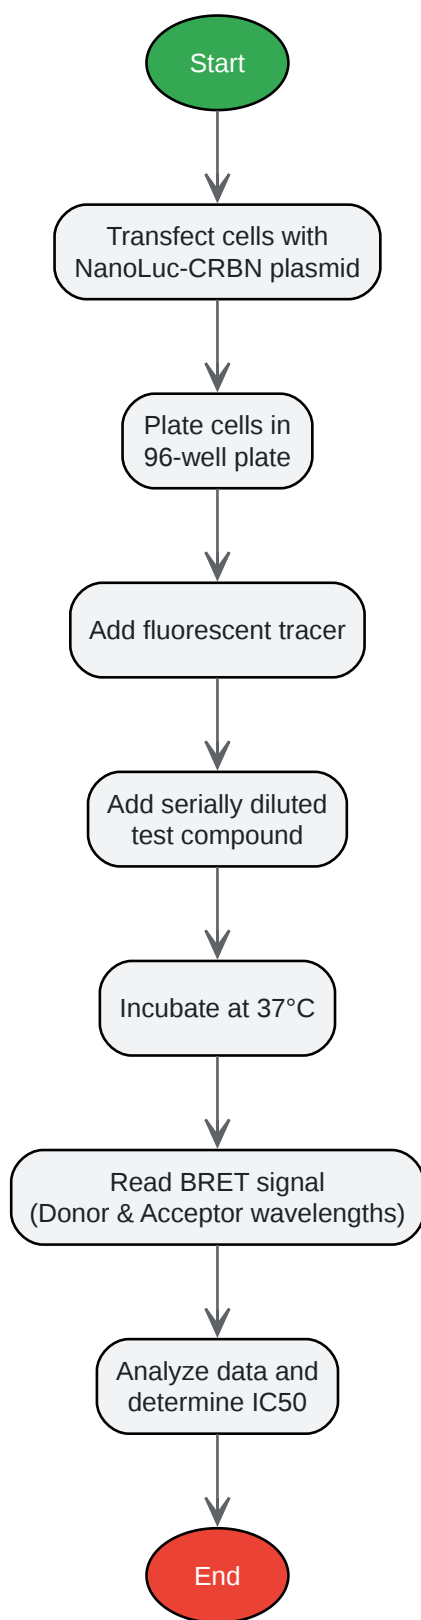 Start
Transfect cells with
NanoLuc-CRBN plasmid
Plate cells in
96-well plate
Add fluorescent tracer
Add serially diluted
test compound
Incubate at 37°C
Read BRET signal
(Donor & Acceptor wavelengths)
Analyze data and
determine IC50
End